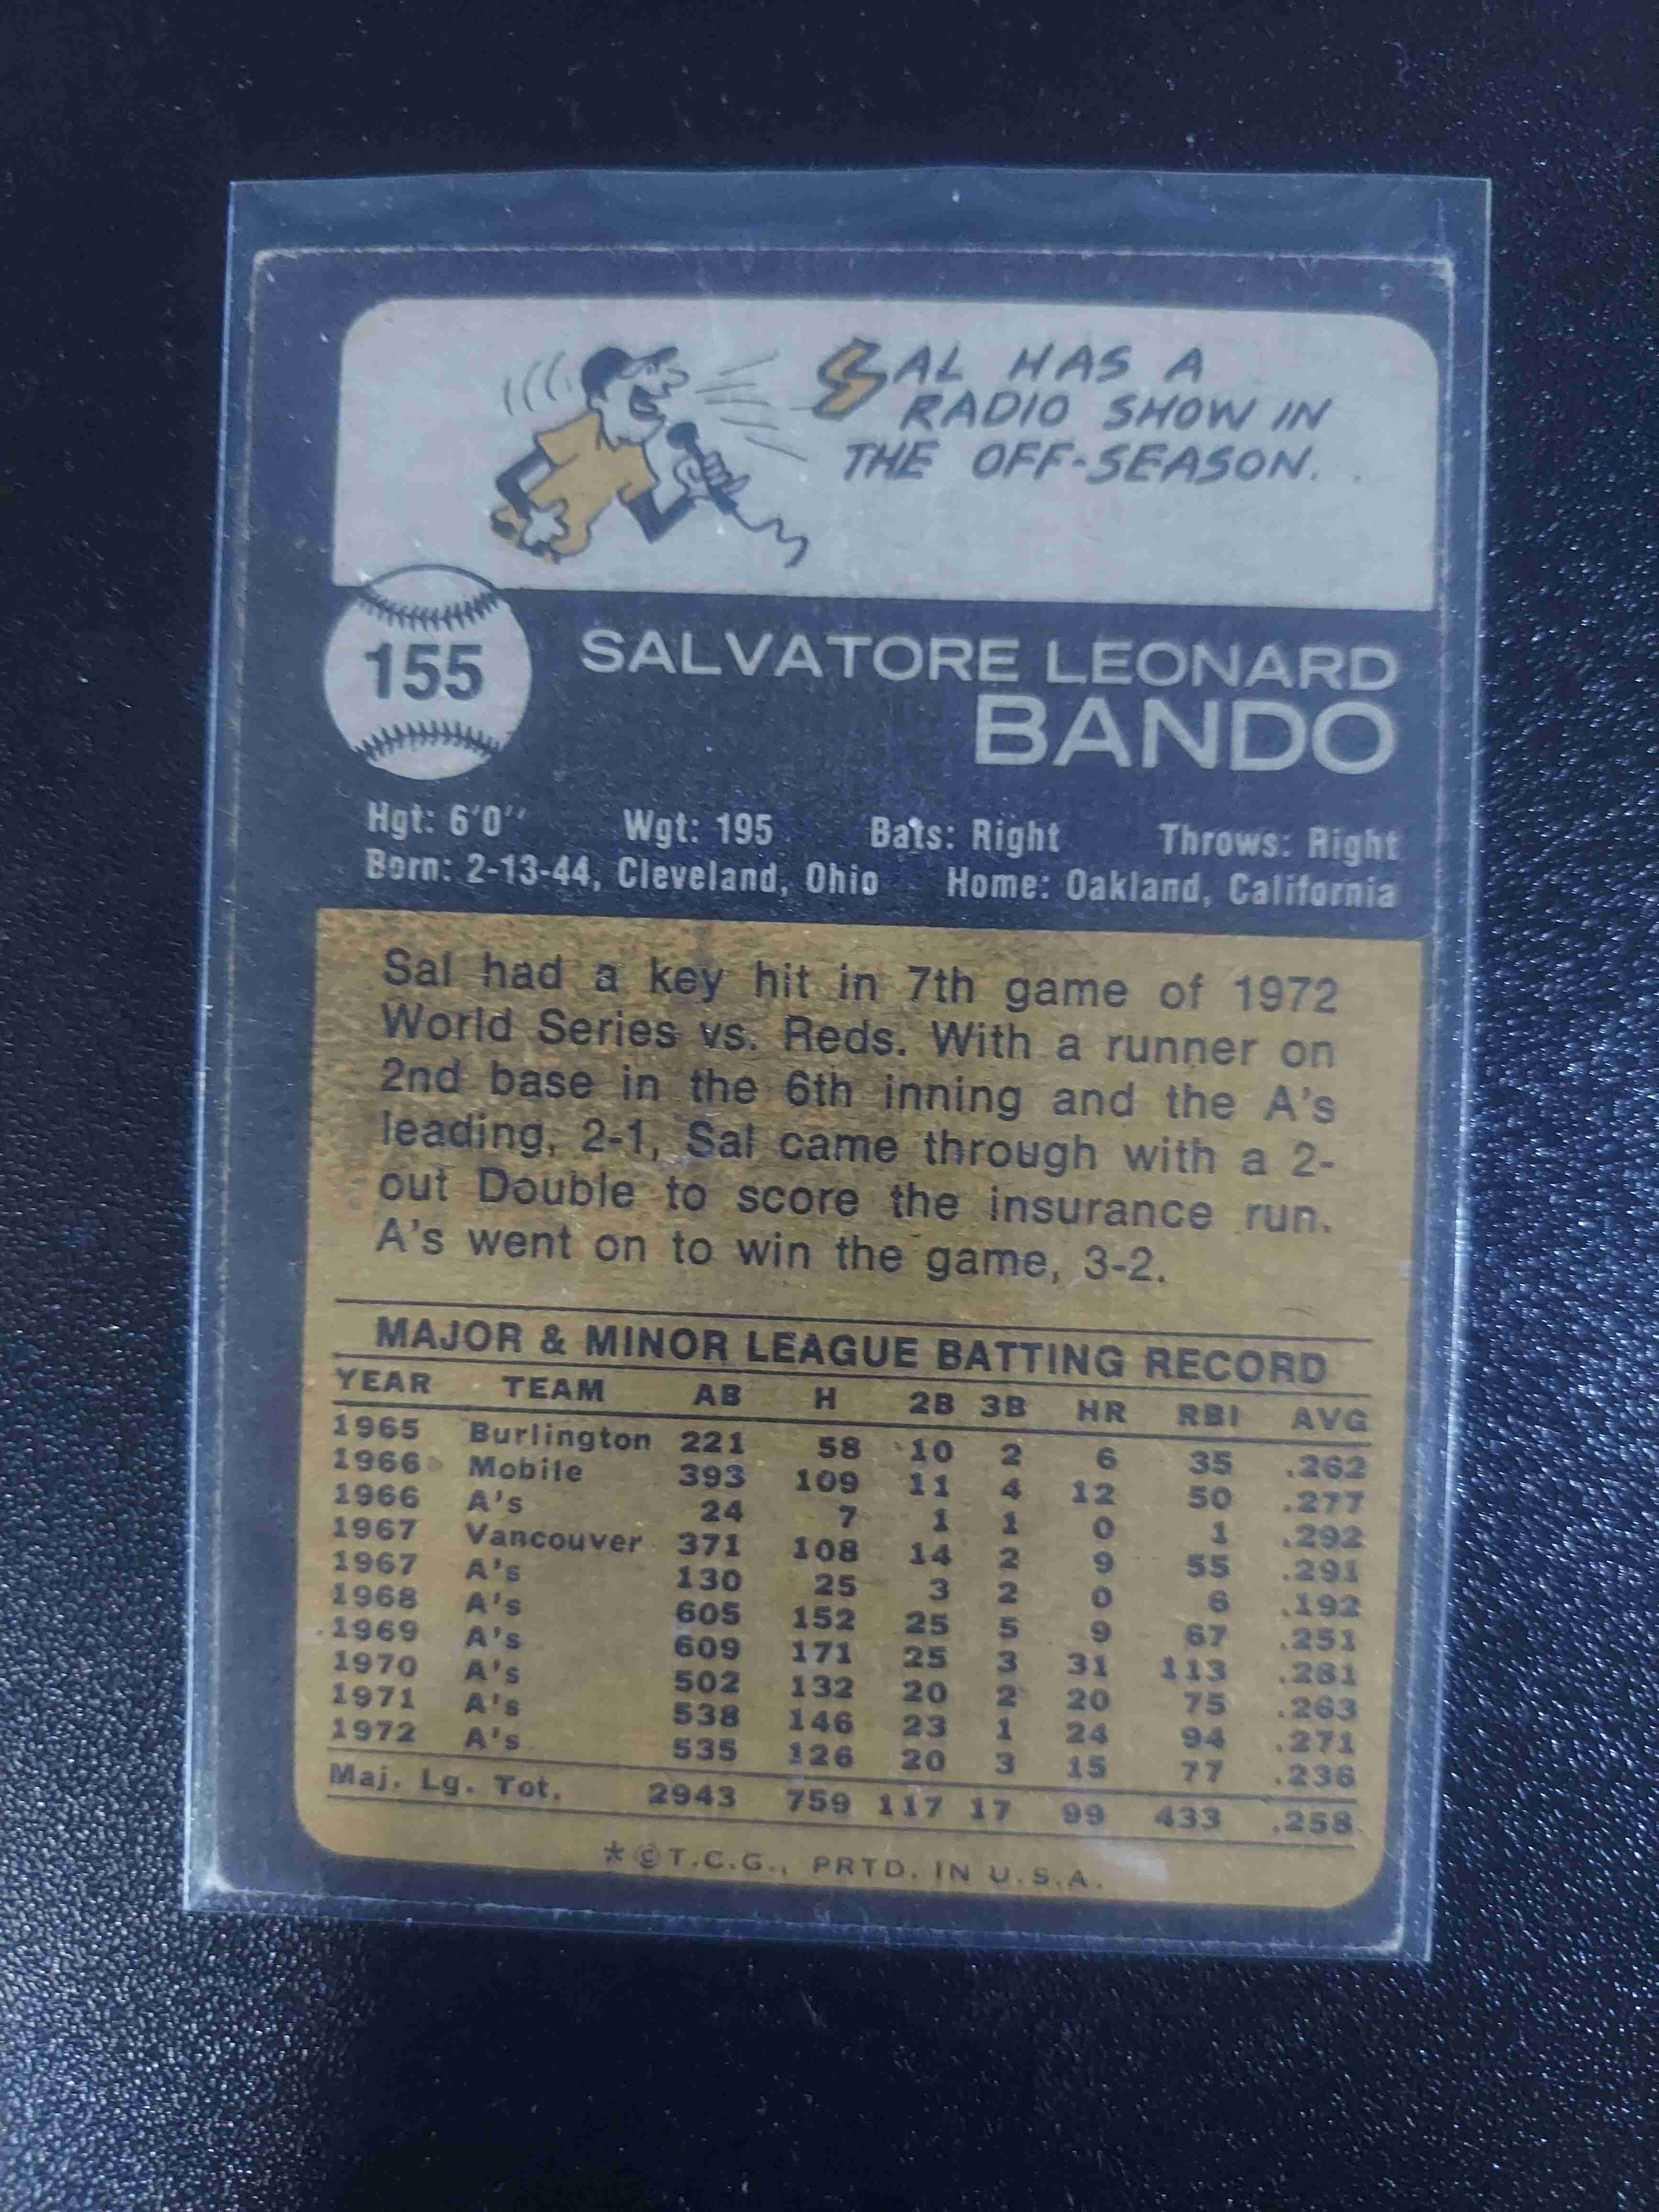 SAL HAS A
RADIO SHOW IN
THE OFF-SEASON.
155
SALVATORE LEONARD
BANDO
Hgt: 6'0" Wgt: 195 Bats: Right Throws: Right
Born: 2-13-44, Cleveland, Ohio Home: Oakland, California
Sal had a key hit in 7th game of 1972
World Series vs. Reds. With a runner on
2nd base in the 6th inning and the A's
leading, 2-1, Sal came through with a 2-
out Double to score the insurance run.
A's went on to win the game, 3-2.
MAJOR & MINOR LEAGUE BATTING RECORD
YEAR TEAM AB H 2B 3B HR RBI AVG
1965 Burlington 221 58 10 2 6 35 .262
1966 Mobile 393 109 11 4 12 50 .277
1966 A's 24 7 1 1 0 1 .292
1967 Vancouver 371 108 14 2 9 55 .291
1967 A's 130 25 3 2 0 6 .192
1968 A's 605 152 25 5 9 67 .251
1969 A's 609 171 25 3 31 113 .281
1970 A's 502 132 20 2 20 75 .263
1971 A's 538 146 23 1 24 94 .271
1972 A's 535 126 20 3 15 77 .236
Maj. Lg. Tot. 2943 759 117 17 99 433 .258
*©T.C.G., PRTD. IN U.S.A.